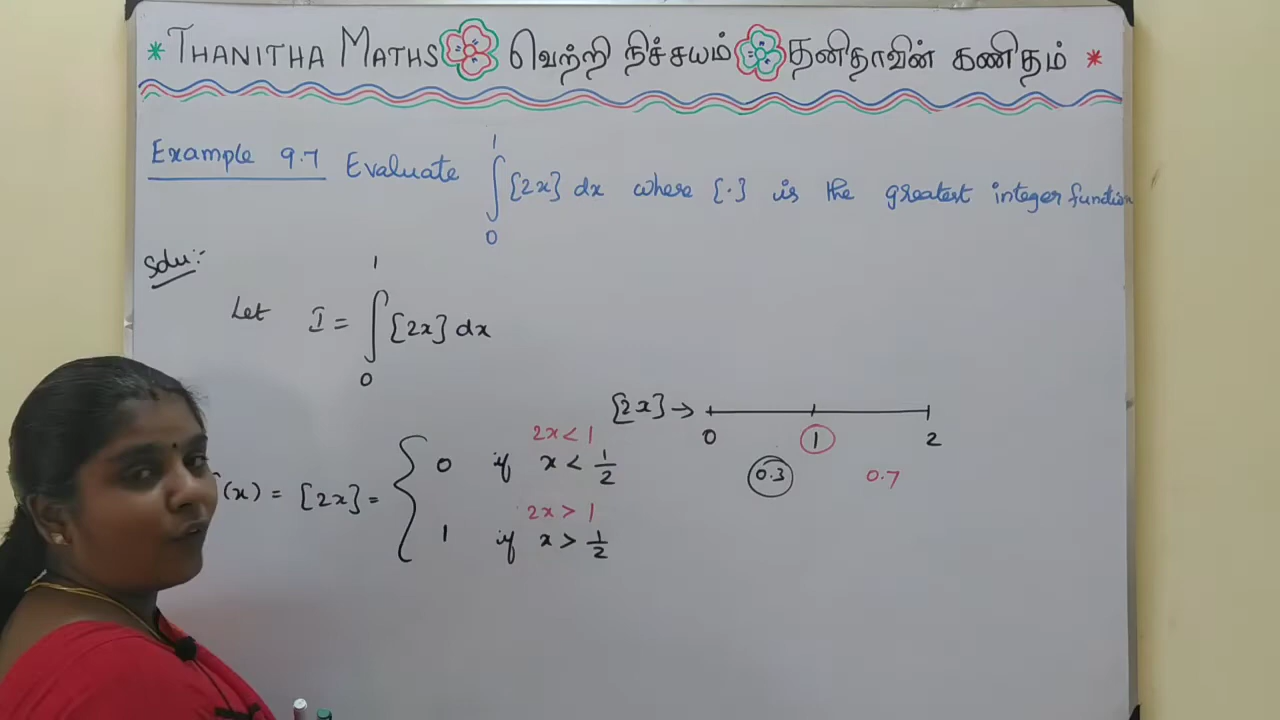 * THANITHA MATHS வெற்றி நிச்சயம் தனிதாவின் கணிதம் *
Example 9.7 Evaluate ∫₀¹ [2x] dx where [·] is the greatest integer function
Solu:-
Let I = ∫₀¹ [2x] dx
[2x] → 0 1 2
0.3 0.7
(x) = [2x] = {
2x < 1
0 if x < 1/2
2x > 1
1 if x > 1/2